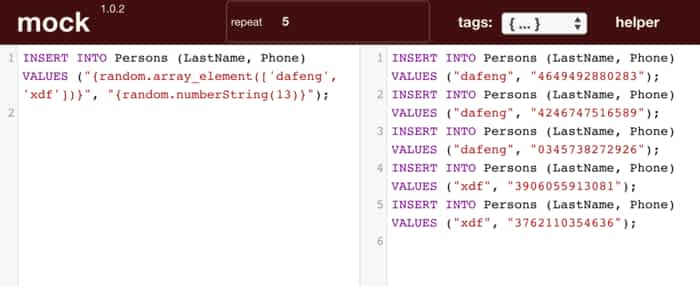 mock 1.0.2 repeat 5 tags: {...} helper
1 INSERT INTO Persons (LastName, Phone)
VALUES ("{random.array_element(['dafeng',
'xdf'])}", "{random.numberString(13)}");
2
1 INSERT INTO Persons (LastName, Phone)
VALUES ("dafeng", "4649492880283");
2 INSERT INTO Persons (LastName, Phone)
VALUES ("dafeng", "4246747516589");
3 INSERT INTO Persons (LastName, Phone)
VALUES ("dafeng", "0345738272926");
4 INSERT INTO Persons (LastName, Phone)
VALUES ("xdf", "3906055913081");
5 INSERT INTO Persons (LastName, Phone)
VALUES ("xdf", "3762110354636");
6